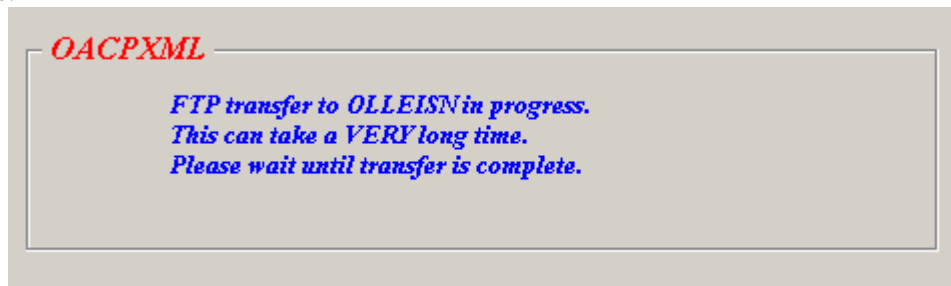 OACPXML
FTP transfer to OLLEISN in progress.
This can take a VERY long time.
Please wait until transfer is complete.